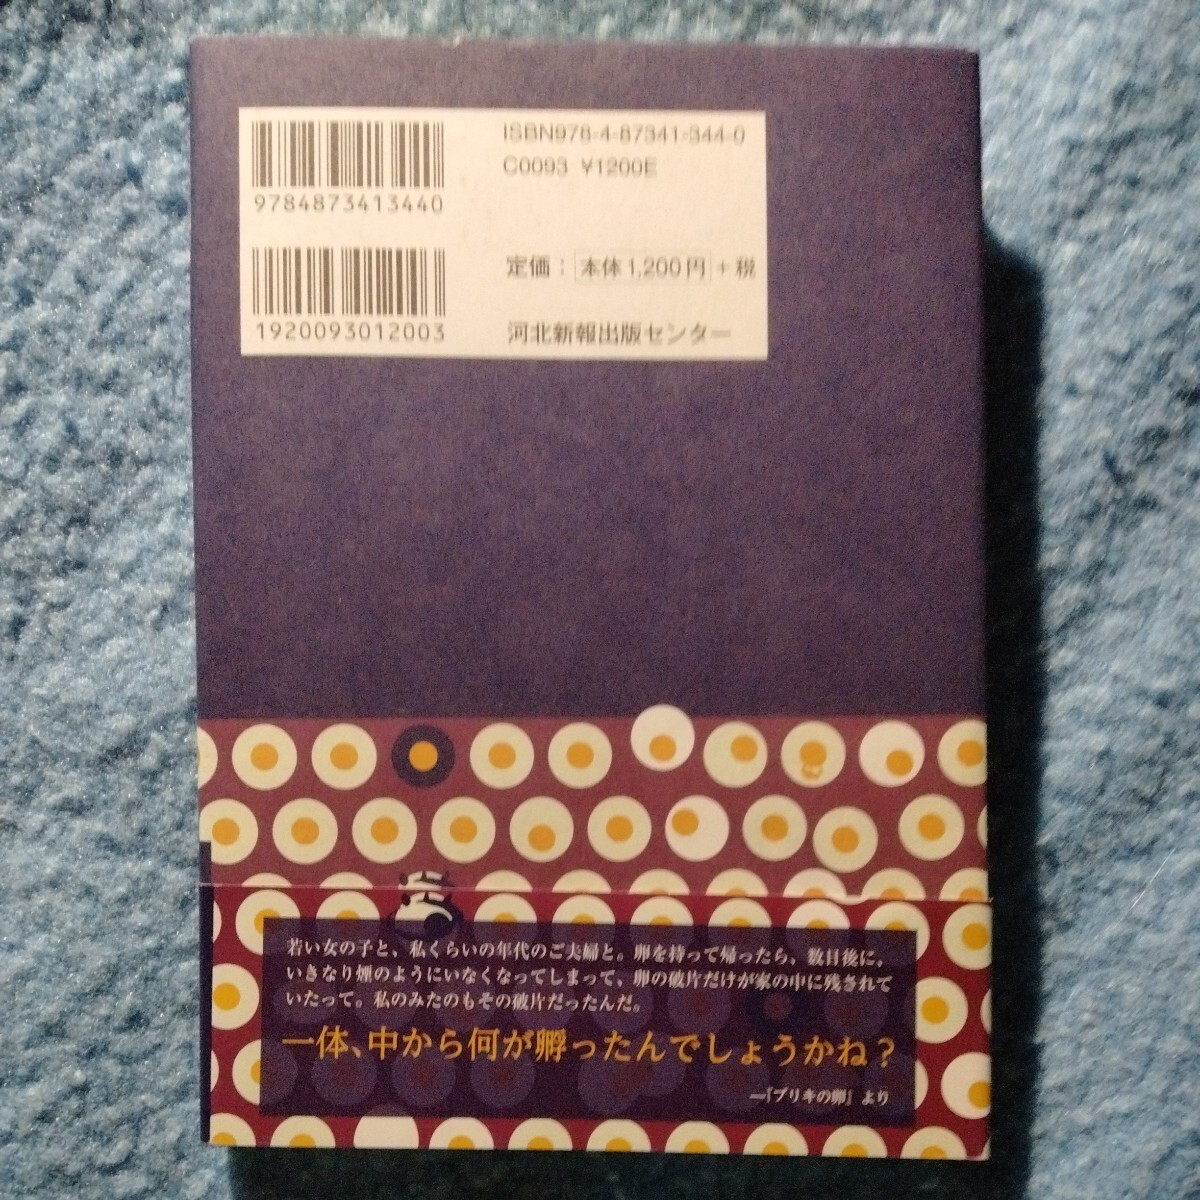 ISBN978-4-87341-344-0
C0093 ¥1200E
9784873413440
定価：本体1,200円＋税
1920093012003
河北新報出版センター
若い女の子と、私くらいの年代のご夫婦と。卵を持って帰ったら、数日後に、
いきなり煙のようにいなくなってしまって、卵の破片だけが家の中に残されて
いたって。私のみたのもその破片だったんだ。
一体、中から何が孵ったんでしょうかね？
―『ブリキの卵』より